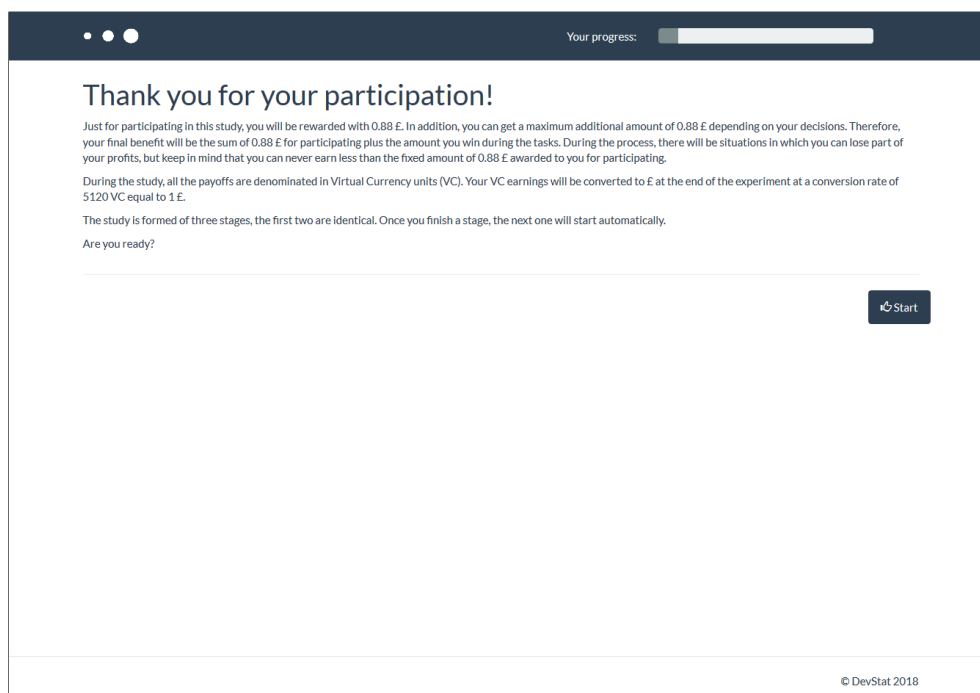 Your progress:
Thank you for your participation!
Just for participating in this study, you will be rewarded with 0.88 £. In addition, you can get a maximum additional amount of 0.88 £ depending on your decisions. Therefore,
your final benefit will be the sum of 0.88 £ for participating plus the amount you win during the tasks. During the process, there will be situations in which you can lose part of
your profits, but keep in mind that you can never earn less than the fixed amount of 0.88 £ awarded to you for participating.
During the study, all the payoffs are denominated in Virtual Currency units (VC). Your VC earnings will be converted to £ at the end of the experiment at a conversion rate of
5120 VC equal to 1 £.
The study is formed of three stages, the first two are identical. Once you finish a stage, the next one will start automatically.
Are you ready?
Start
© DevStat 2018